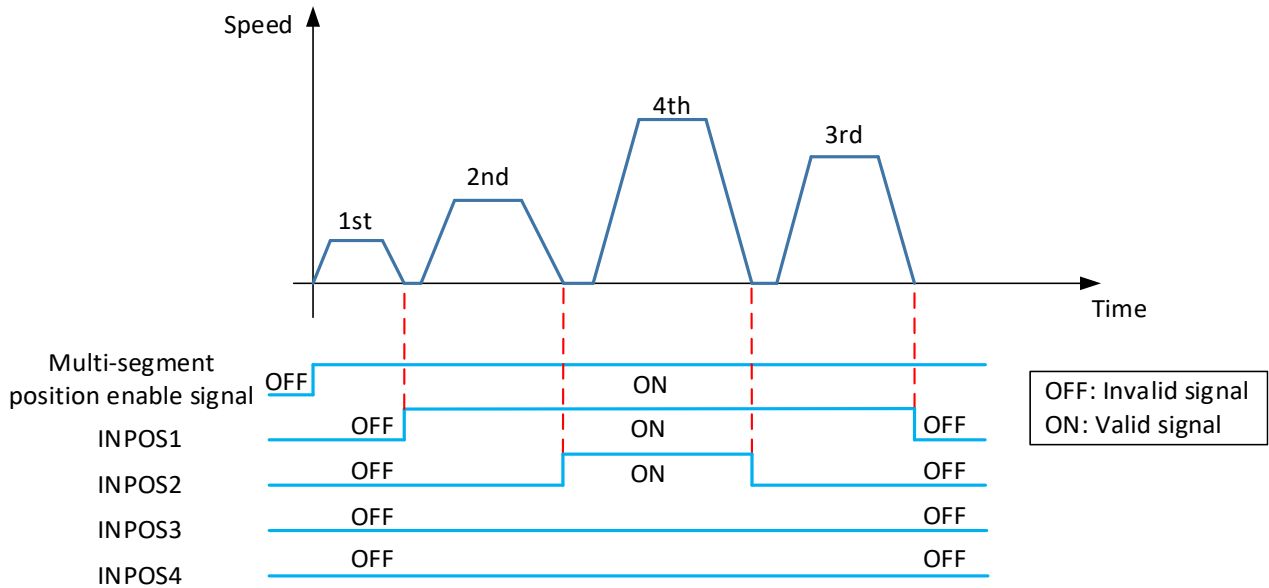 Speed
4th
3rd
2nd
1st
Time
Multi-segment
position enable signal
OFF
ON
OFF: Invalid signal
ON: Valid signal
INPOS1
OFF
ON
OFF
INPOS2
OFF
ON
OFF
INPOS3
OFF
OFF
INPOS4
OFF
OFF